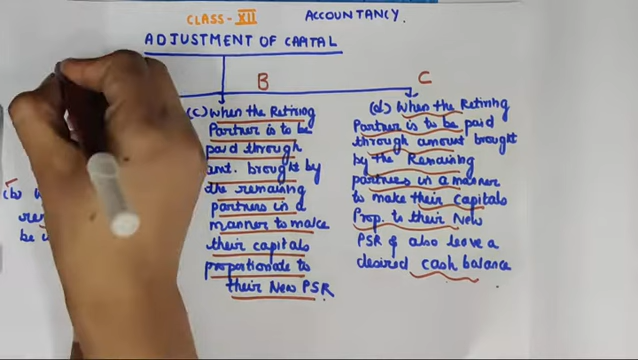 CLASS-XII ACCOUNTANCY.
ADJUSTMENT OF CAPITAL
B
C
(b)
be
(c) When the Retiring
Partner is to be
paid through
amt. brought by
the remaining
partners in a
manner to make
their capitals
proportionate to
their New PSR
(d) When the Retiring
Partner is to be paid
through amount brought
by the Remaining
partners in a manner
to make their capitals
Prop. to their New
PSR & also leave a
desired cash balance